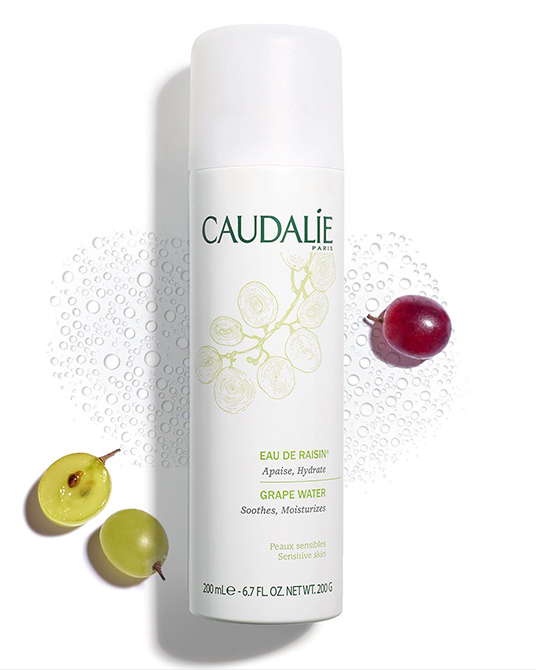 CAUDALÍE
PARIS
EAU DE RAISIN®
Apaise, Hydrate
GRAPE WATER
Soothes, Moisturizes
Peaux sensibles
Sensitive skin
200 mL℮ - 6.7 FL. OZ. NET WT. 200 G